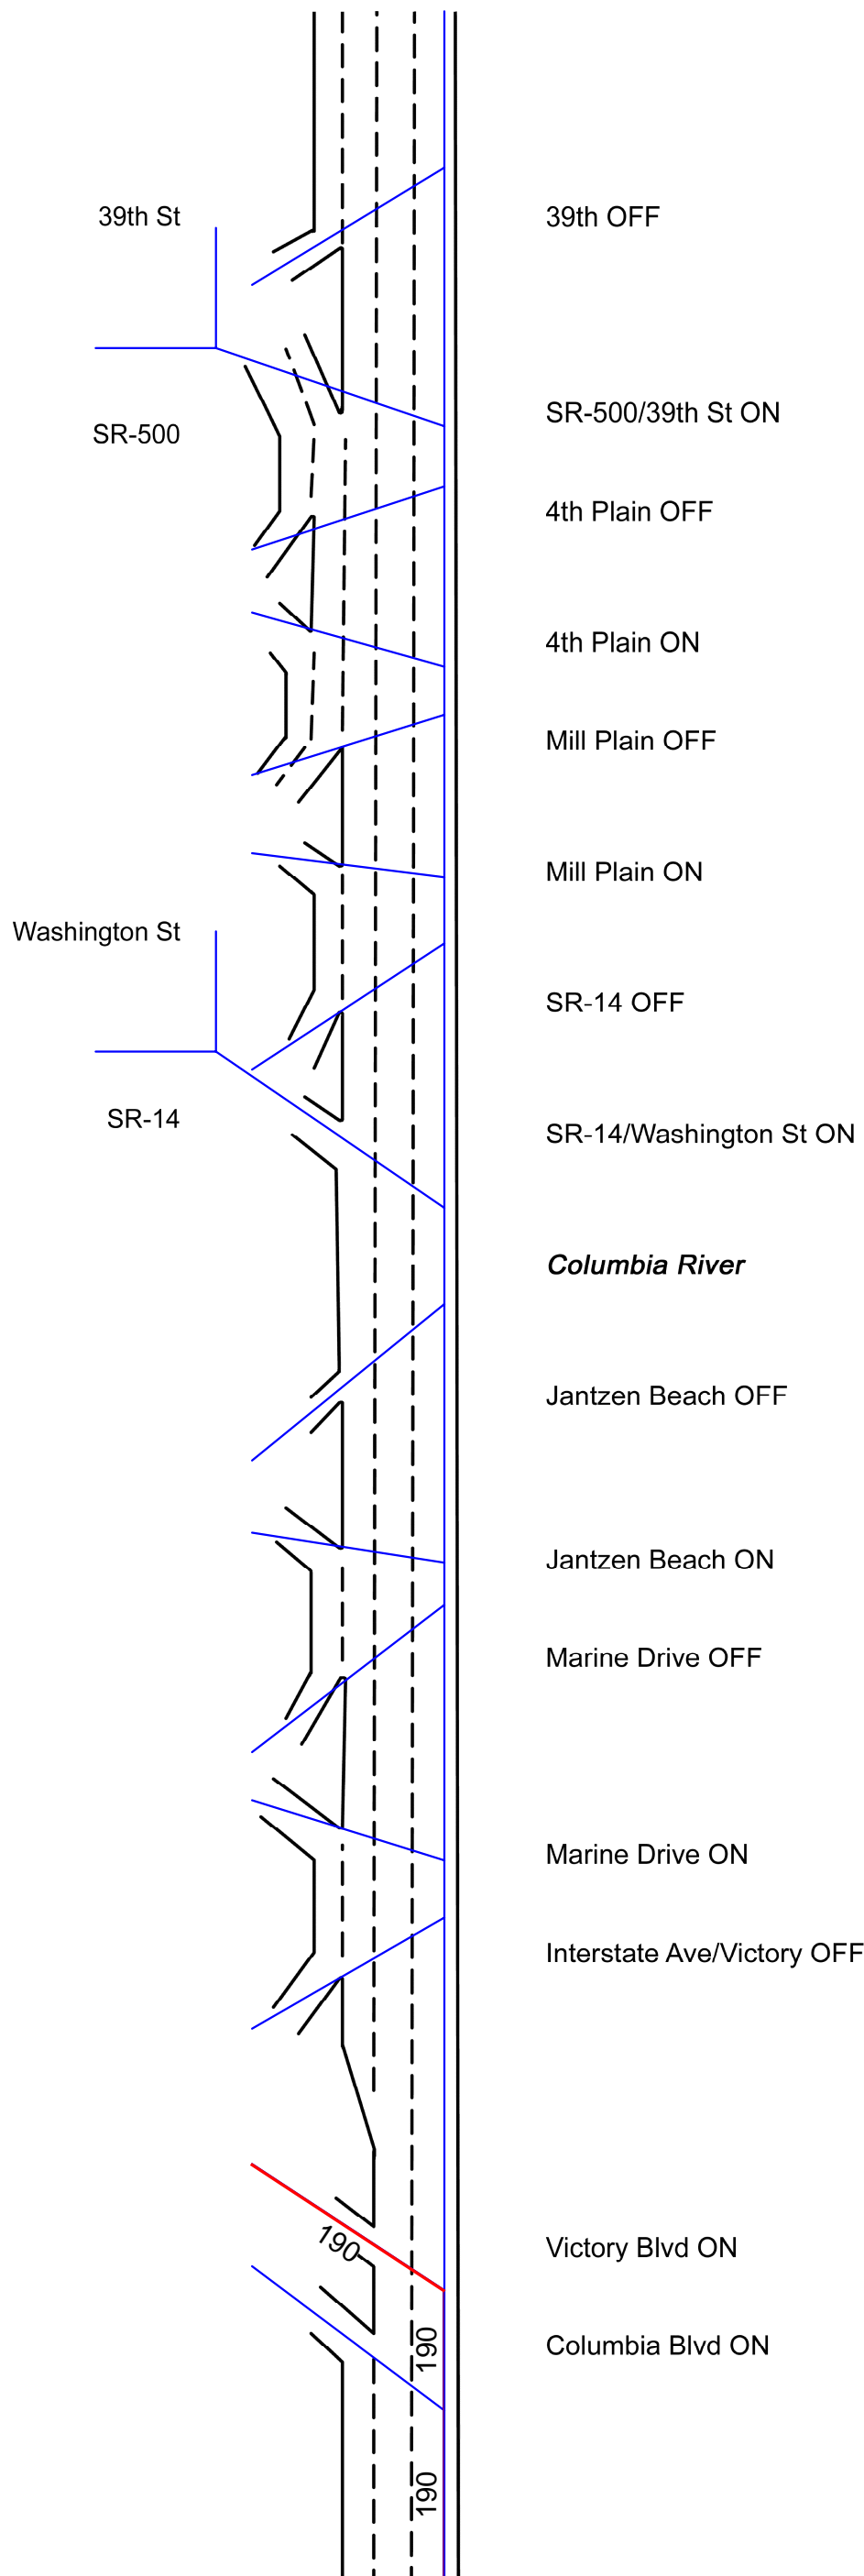 39th St
39th OFF
SR-500/39th St ON
SR-500
4th Plain OFF
4th Plain ON
Mill Plain OFF
Mill Plain ON
Washington St
SR-14 OFF
SR-14
SR-14/Washington St ON
Columbia River
Jantzen Beach OFF
Jantzen Beach ON
Marine Drive OFF
Marine Drive ON
Interstate Ave/Victory OFF
190
Victory Blvd ON
190
Columbia Blvd ON
190